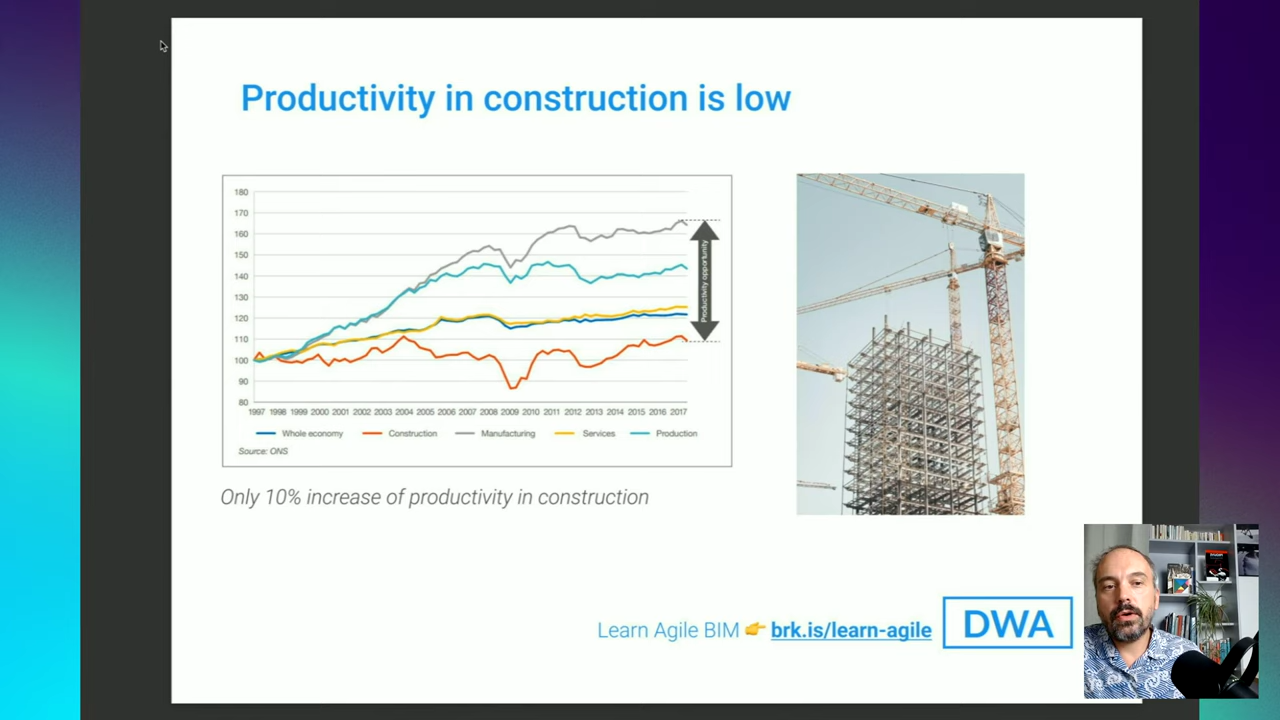 Productivity in construction is low
180
170
160
150
140
130
120
110
100
90
80
Productivity opportunity
1997 1998 1999 2000 2001 2002 2003 2004 2005 2006 2007 2008 2009 2010 2011 2012 2013 2014 2015 2016 2017
Whole economy Construction Manufacturing Services Production
Source: ONS
Only 10% increase of productivity in construction
Learn Agile BIM 👉 brk.is/learn-agile
DWA